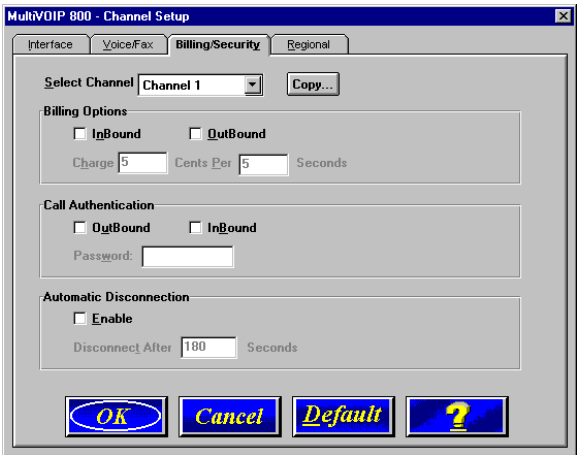 MultiVOIP 800 - Channel Setup
Interface Voice/Fax Billing/Security Regional
Select Channel Channel 1 Copy...
Billing Options
InBound OutBound
Charge 5 Cents Per 5 Seconds
Call Authentication
OutBound InBound
Password:
Automatic Disconnection
Enable
Disconnect After 180 Seconds
OK Cancel Default ?